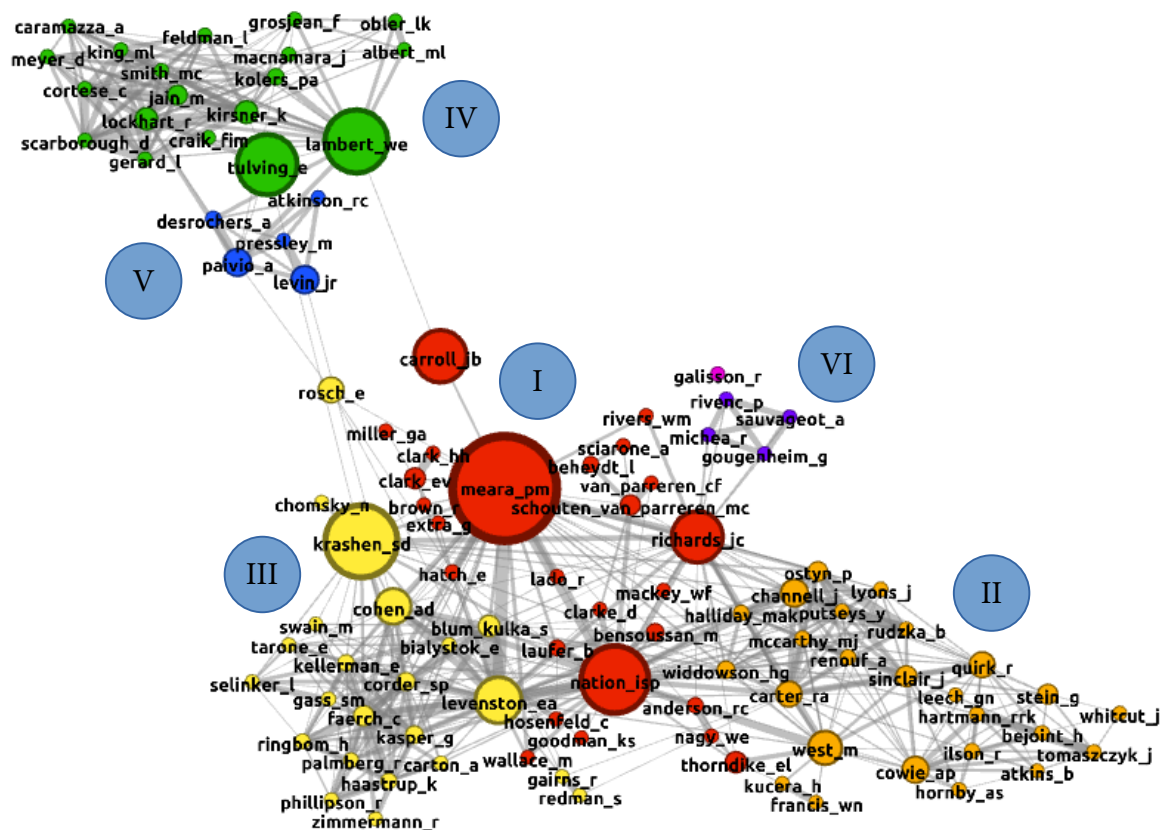 caramazza_a
grosjean_f
obler_lk
feldman_l
meyer_d
king_ml
macnamara_j
albert_ml
smith_mc
kolers_pa
cortese_c
jain_m
IV
lockhart_r
kirsner_k
scarborough_d
craik_fim
lambert_we
gerard_l
tulving_e
atkinson_rc
desrochers_a
pressley_m
V
paivio_a
levin_jr
carroll_jb
I
VI
galisson_r
rosch_e
rivenc_p
rivers_wm
sauvageot_a
miller_ga
michea_r
sciarone_a
clark_hh
gougenheim_g
beheydt_l
clark_ev
meara_pm
van_parreren_cf
chomsky_n
brown_r
schouten_van_parreren_mc
extra_g
krashen_sd
richards_jc
III
hatch_e
lado_r
ostyn_p
II
mackey_wf
channell_j
lyons_j
cohen_ad
clarke_d
halliday_mak
putseys_y
swain_m
blum_kulka_s
bensoussan_m
rudzka_b
tarone_e
bialystok_e
laufer_b
mccarthy_mj
kellerman_e
renouf_a
selinker_l
corder_sp
nation_isp
widdowson_hg
sinclair_j
quirk_r
gass_sm
levenston_ea
carter_ra
leech_gn
stein_g
faerch_c
hosenfeld_c
anderson_rc
hartmann_rrk
whitcut_j
ringbom_h
kasper_g
goodman_ks
nagy_we
west_m
bejoint_h
palmberg_r
carton_a
wallace_m
thorndike_el
ilson_r
tomaszczyk_j
haastrup_k
gairns_r
kucera_h
cowie_ap
atkins_b
phillipson_r
redman_s
francis_wn
hornby_as
zimmermann_r